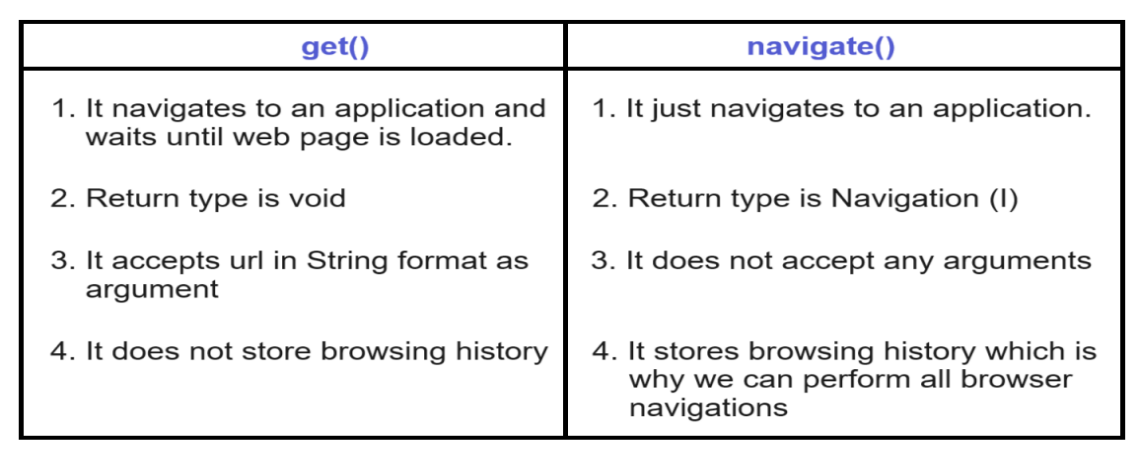 get()
navigate()
1. It navigates to an application and
waits until web page is loaded.
2. Return type is void
3. It accepts url in String format as
argument
4. It does not store browsing history
1. It just navigates to an application.
2. Return type is Navigation (I)
3. It does not accept any arguments
4. It stores browsing history which is
why we can perform all browser
navigations